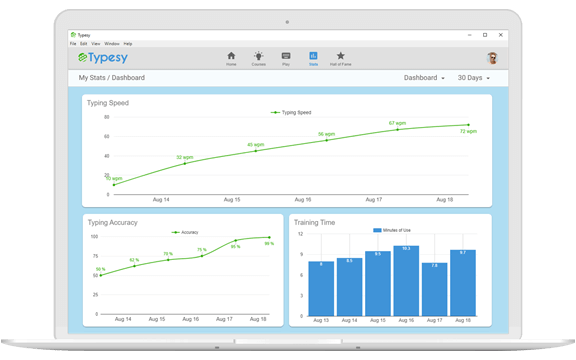 Typesy
File Edit View Window Help
Typesy
Home Courses Play Stats Hall of Fame
My Stats / Dashboard Dashboard 30 Days
Typing Speed
Typing Speed
80
60
40
20
0
10 wpm
32 wpm
45 wpm
56 wpm
67 wpm
72 wpm
Aug 14 Aug 15 Aug 16 Aug 17 Aug 18
Typing Accuracy
Accuracy
100
75
50
25
0
50 %
62 %
70 %
75 %
95 %
99 %
Aug 14 Aug 15 Aug 16 Aug 17 Aug 18
Training Time
Minutes of Use
12
9
6
3
0
8
8.5
9.5
10.3
7.8
9.7
Aug 13 Aug 14 Aug 15 Aug 16 Aug 17 Aug 18